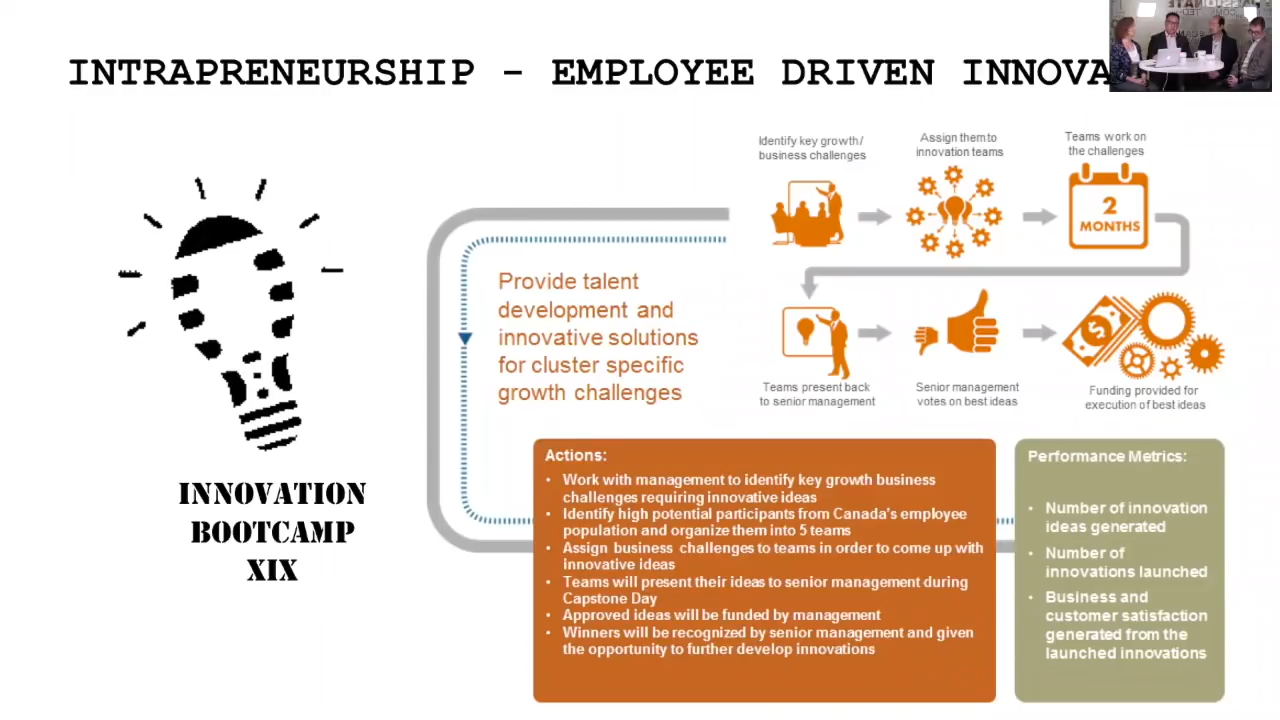 INTRAPRENEURSHIP - EMPLOYEE DRIVEN INNOVA
Identify key growth/
business challenges
Assign them to
innovation teams
Teams work on
the challenges
2
MONTHS
Provide talent
development and
innovative solutions
for cluster specific
growth challenges
$
Teams present back
to senior management
Senior management
votes on best ideas
Funding provided for
execution of best ideas
INNOVATION
BOOTCAMP
XIX
Actions:
• Work with management to identify key growth business
challenges requiring innovative ideas
• Identify high potential participants from Canada's employee
population and organize them into 5 teams
• Assign business challenges to teams in order to come up with
innovative ideas
• Teams will present their ideas to senior management during
Capstone Day
• Approved ideas will be funded by management
• Winners will be recognized by senior management and given
the opportunity to further develop innovations
Performance Metrics:
• Number of innovation
ideas generated
• Number of
innovations launched
• Business and
customer satisfaction
generated from the
launched innovations